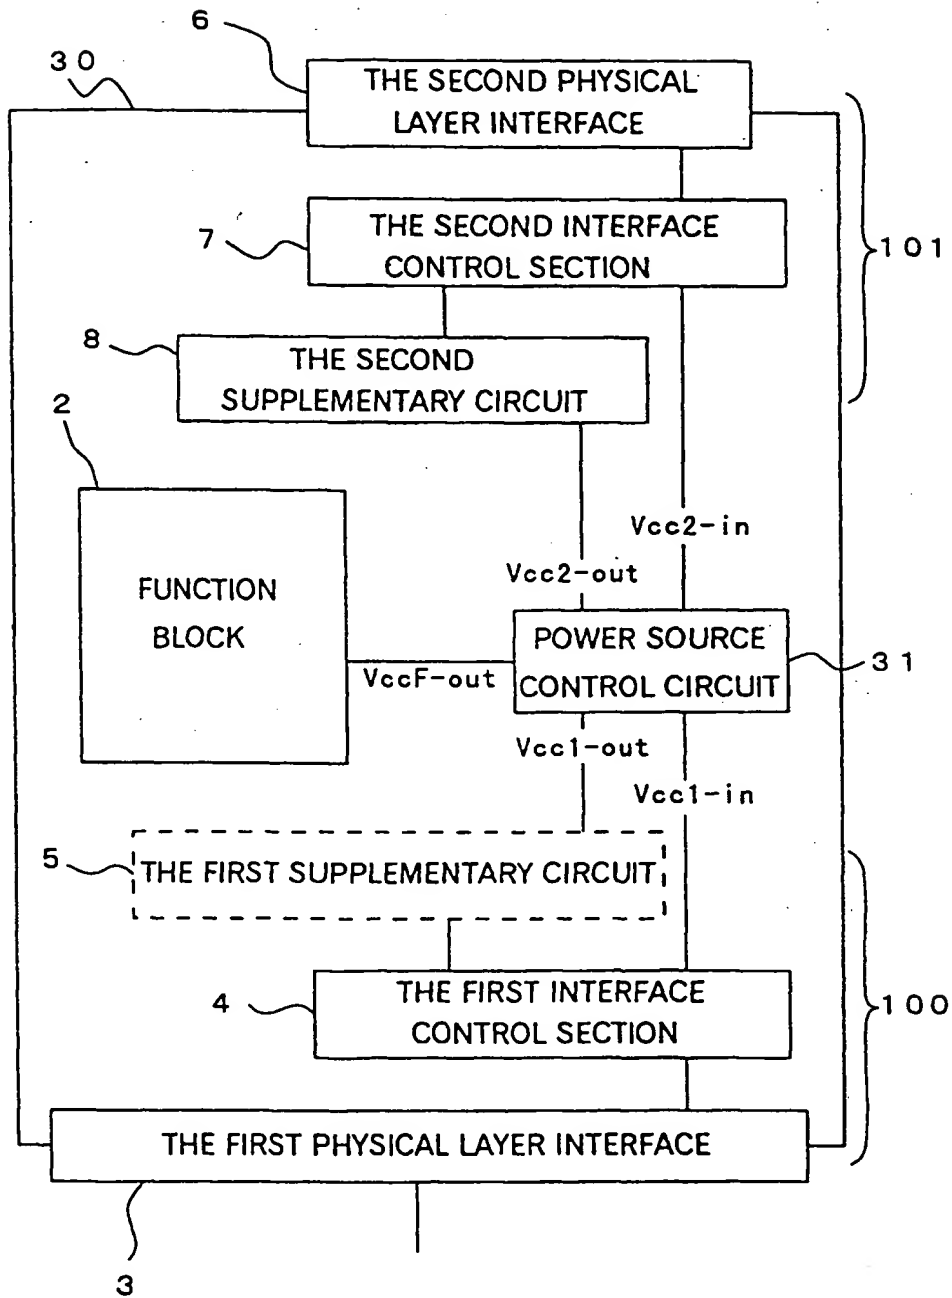 6
30
THE SECOND PHYSICAL
LAYER INTERFACE
7
THE SECOND INTERFACE
CONTROL SECTION
101
8
THE SECOND
SUPPLEMENTARY CIRCUIT
2
Vcc2-in
Vcc2-out
FUNCTION
BLOCK
POWER SOURCE
CONTROL CIRCUIT
31
VccF-out
Vcc1-out
Vcc1-in
5
THE FIRST SUPPLEMENTARY CIRCUIT
4
THE FIRST INTERFACE
CONTROL SECTION
100
THE FIRST PHYSICAL LAYER INTERFACE
3